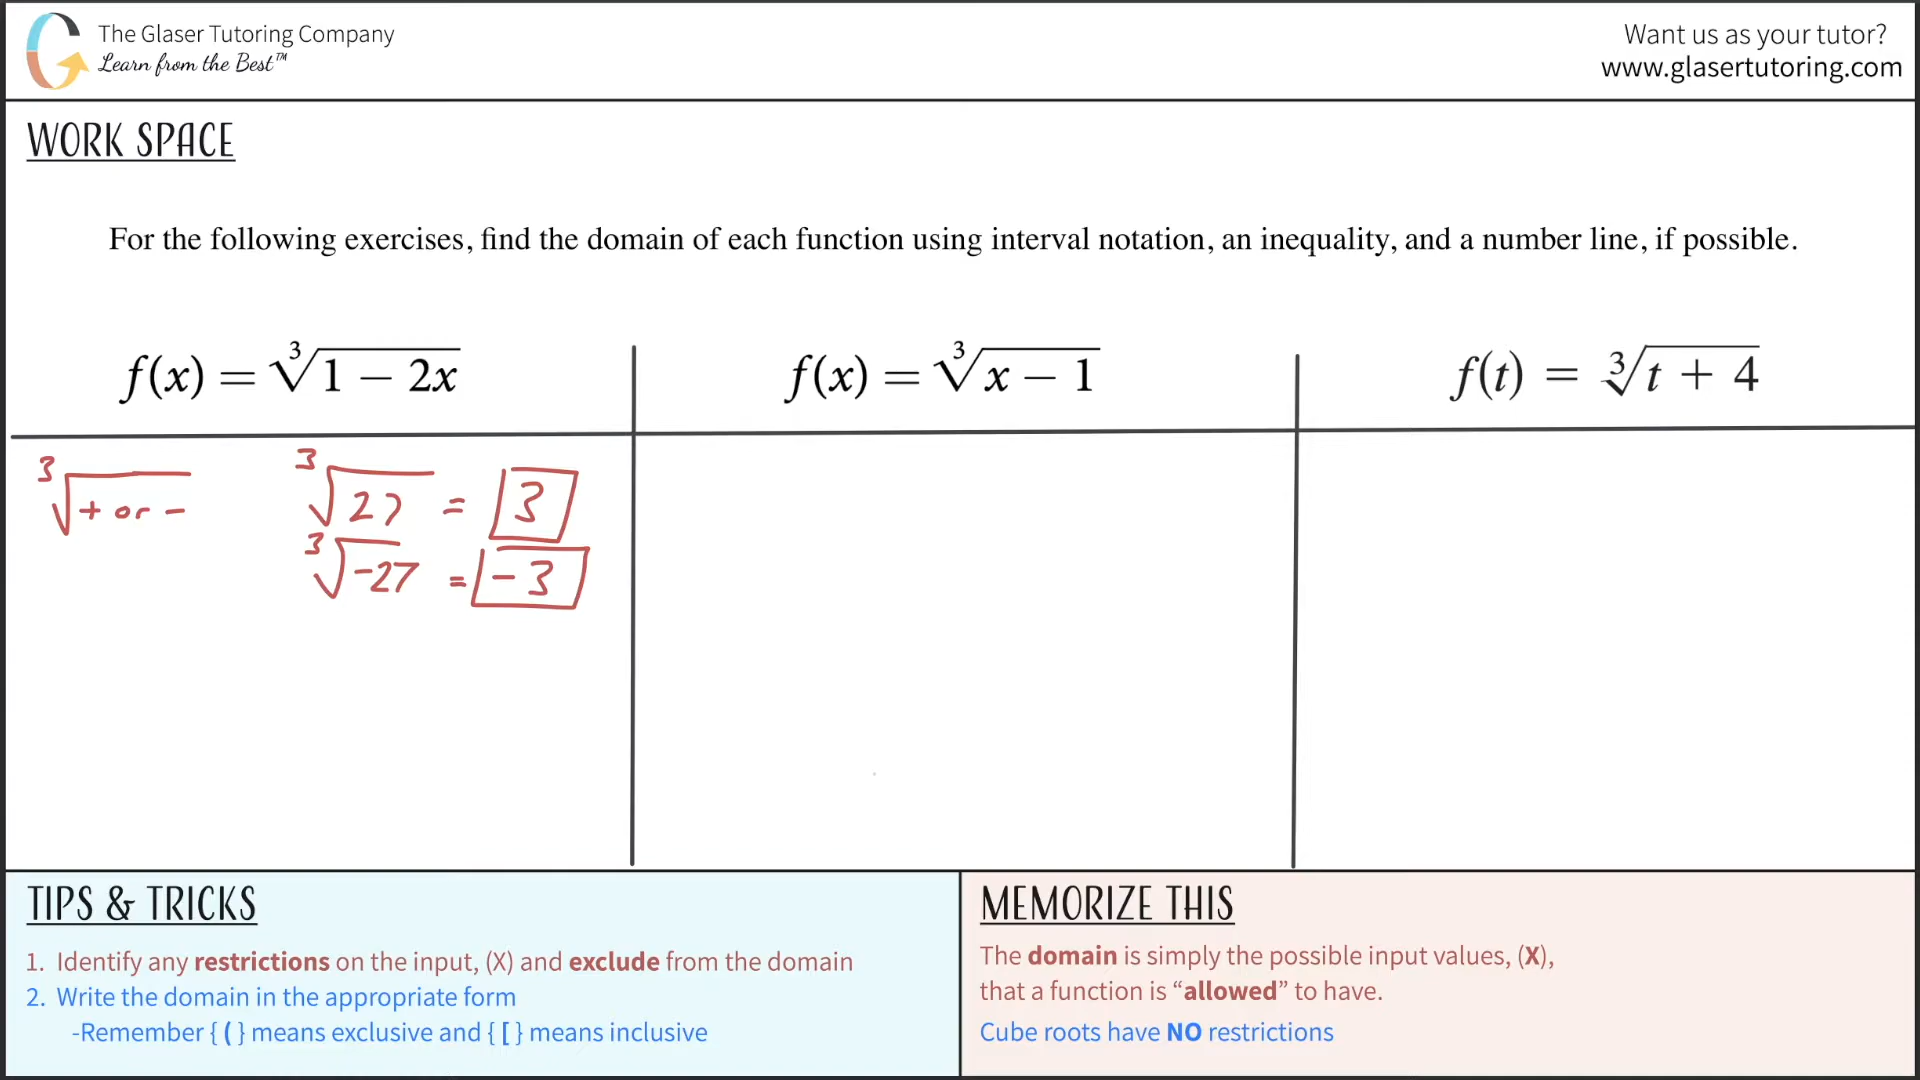 The Glaser Tutoring Company
Learn from the Best™
Want us as your tutor?
www.glasertutoring.com
WORK SPACE
For the following exercises, find the domain of each function using interval notation, an inequality, and a number line, if possible.
f(x) = ∛(1 − 2x)
f(x) = ∛(x − 1)
f(t) = ∛(t + 4)
∛(+ or −)
∛27 = 3
∛−27 = −3
TIPS & TRICKS
1. Identify any restrictions on the input, (X) and exclude from the domain
2. Write the domain in the appropriate form
-Remember { ( } means exclusive and { [ } means inclusive
MEMORIZE THIS
The domain is simply the possible input values, (X),
that a function is “allowed” to have.
Cube roots have NO restrictions